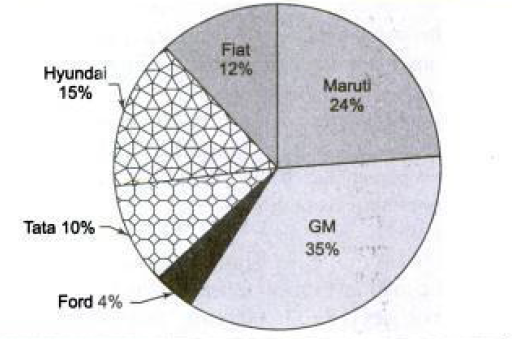 Fiat
12%
Maruti
24%
Hyundai
15%
Tata 10%
GM
35%
Ford 4%